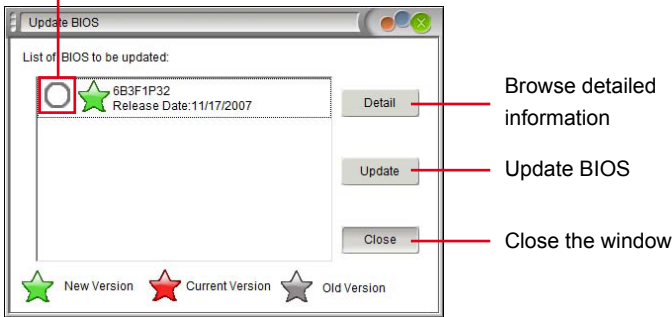 Update BIOS
List of BIOS to be updated:
6B3F1P32
Release Date:11/17/2007
Detail
Browse detailed
information
Update
Update BIOS
Close
Close the window
New Version
Current Version
Old Version